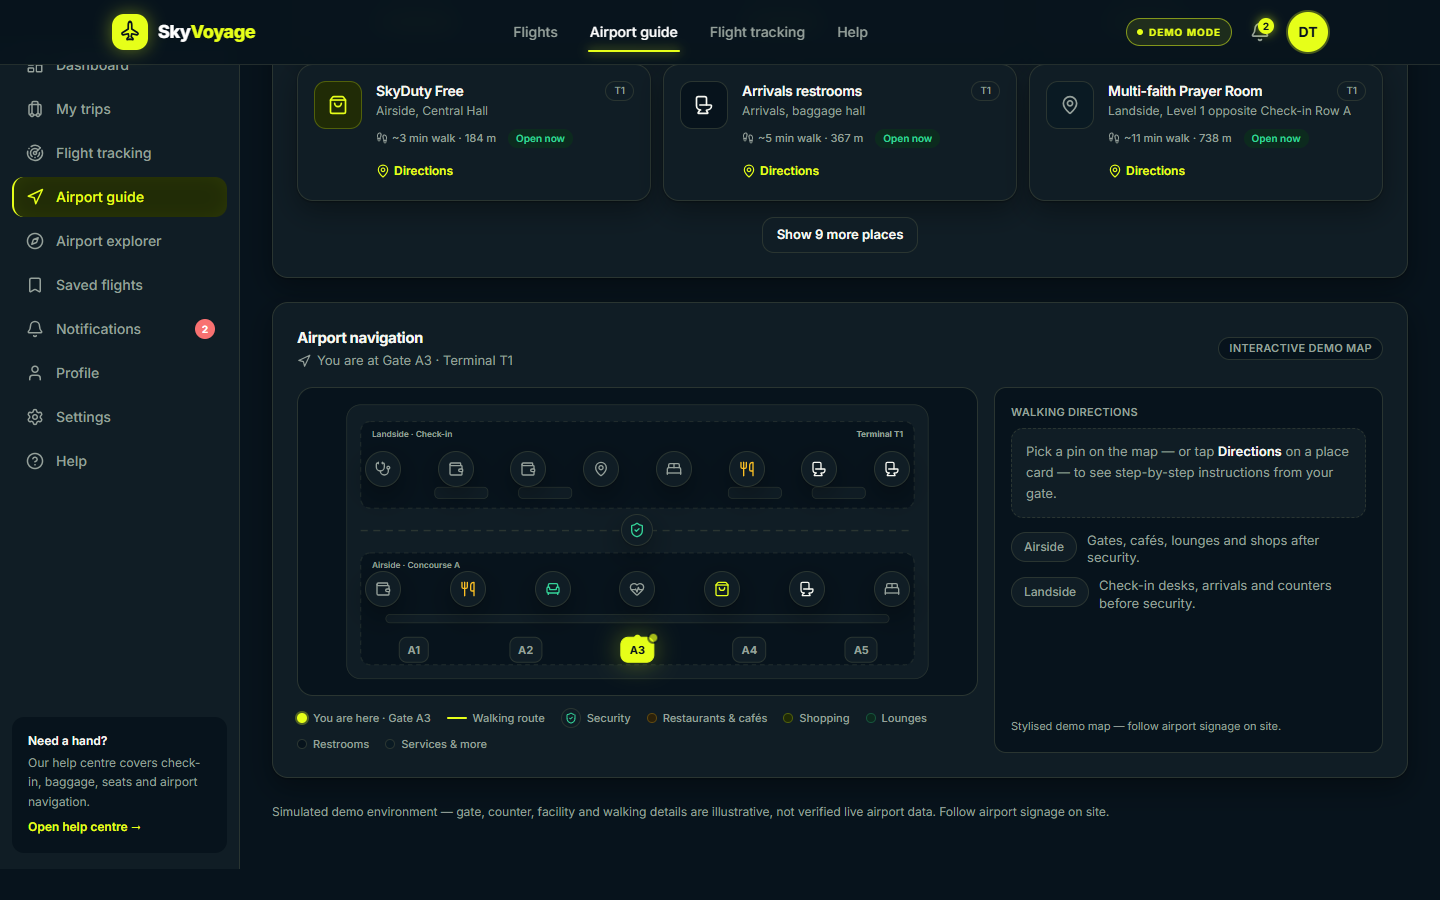 SkyVoyage
Flights
Airport guide
Flight tracking
Help
DEMO MODE
2
DT
Dashboard
My trips
Flight tracking
Airport guide
Airport explorer
Saved flights
Notifications
2
Profile
Settings
Help
Need a hand?
Our help centre covers check-
in, baggage, seats and airport
navigation.
Open help centre →
SkyDuty Free
T1
Airside, Central Hall
~3 min walk · 184 m
Open now
Directions
Arrivals restrooms
T1
Arrivals, baggage hall
~5 min walk · 367 m
Open now
Directions
Multi-faith Prayer Room
T1
Landside, Level 1 opposite Check-in Row A
~11 min walk · 738 m
Open now
Directions
Show 9 more places
Airport navigation
You are at Gate A3 · Terminal T1
INTERACTIVE DEMO MAP
Landside · Check-in
Terminal T1
Airside · Concourse A
A1
A2
A3
A4
A5
You are here · Gate A3
Walking route
Security
Restaurants & cafés
Shopping
Lounges
Restrooms
Services & more
WALKING DIRECTIONS
Pick a pin on the map — or tap Directions on a place
card — to see step-by-step instructions from your
gate.
Airside
Gates, cafés, lounges and shops after
security.
Landside
Check-in desks, arrivals and counters
before security.
Stylised demo map — follow airport signage on site.
Simulated demo environment — gate, counter, facility and walking details are illustrative, not verified live airport data. Follow airport signage on site.